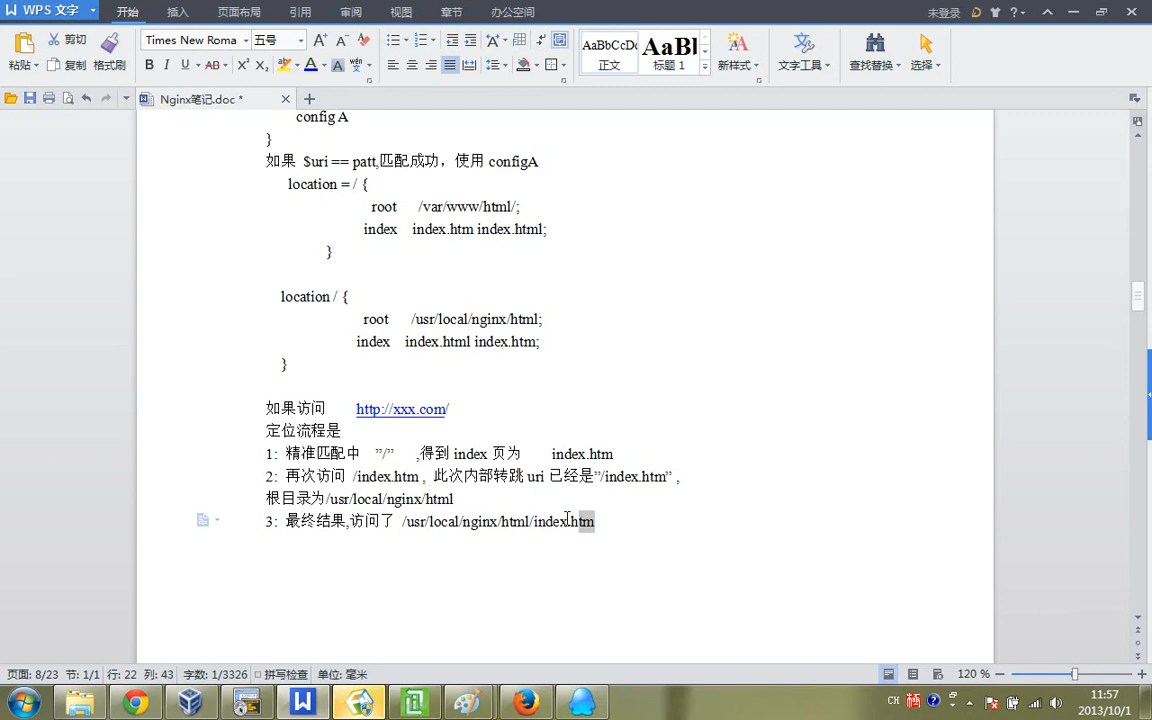 WPS 文字
开始 插入 页面布局 引用 审阅 视图 章节 办公空间
未登录
粘贴 剪切 复制 格式刷
Times New Roma 五号
AaBbCcDc 正文
AaBl 标题 1
新样式 文字工具 查找替换 选择
Nginx笔记.doc *
config A
}
如果 $uri == patt,匹配成功，使用 configA
location = / {
root /var/www/html/;
index index.htm index.html;
}
location / {
root /usr/local/nginx/html;
index index.html index.htm;
}
如果访问 http://xxx.com/
定位流程是
1: 精准匹配中 ”/” ,得到 index 页为 index.htm
2: 再次访问 /index.htm , 此次内部转跳 uri 已经是”/index.htm” ,
根目录为/usr/local/nginx/html
3: 最终结果,访问了 /usr/local/nginx/html/index.htm
页面: 8/23 节: 1/1 行: 22 列: 43 字数: 1/3326 拼写检查 单位: 毫米
120 %
CH
11:57
2013/10/1